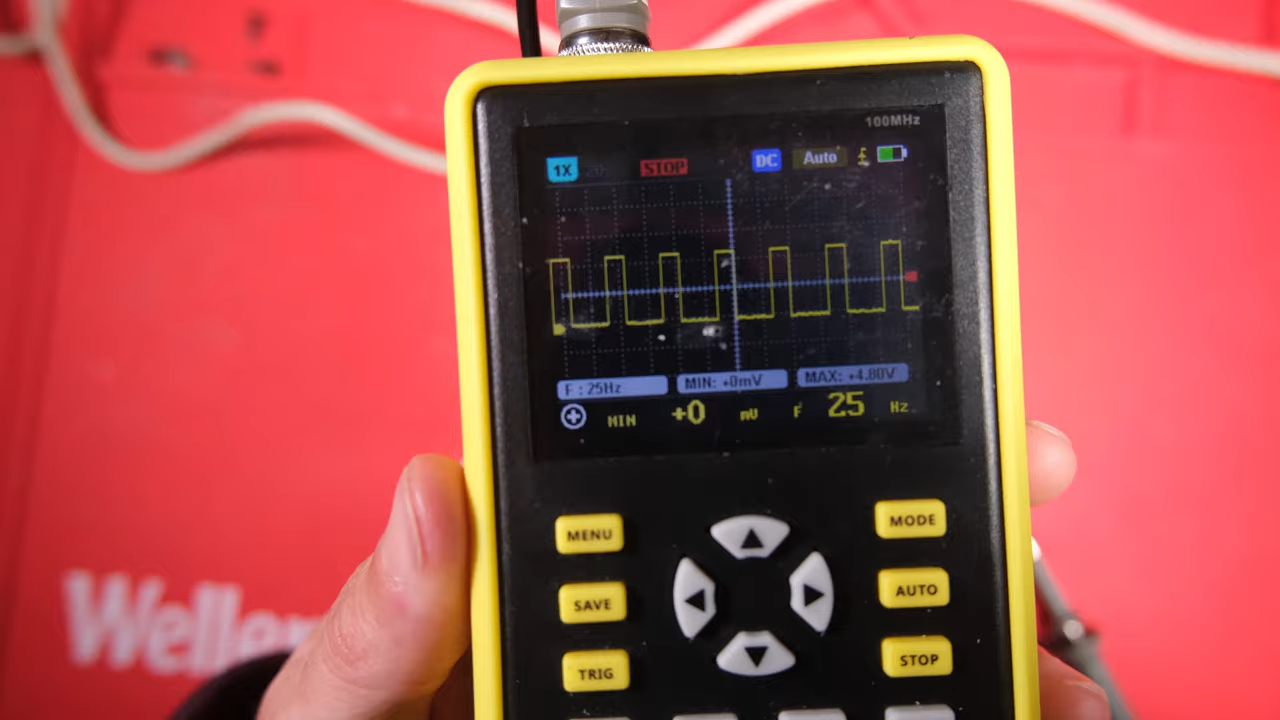 100MHz
1X STOP DC Auto £
F : 25Hz MIN: +0mV MAX: +4.80V
MIN +0 mU F 25 Hz
MENU MODE
SAVE AUTO
TRIG STOP
Weller